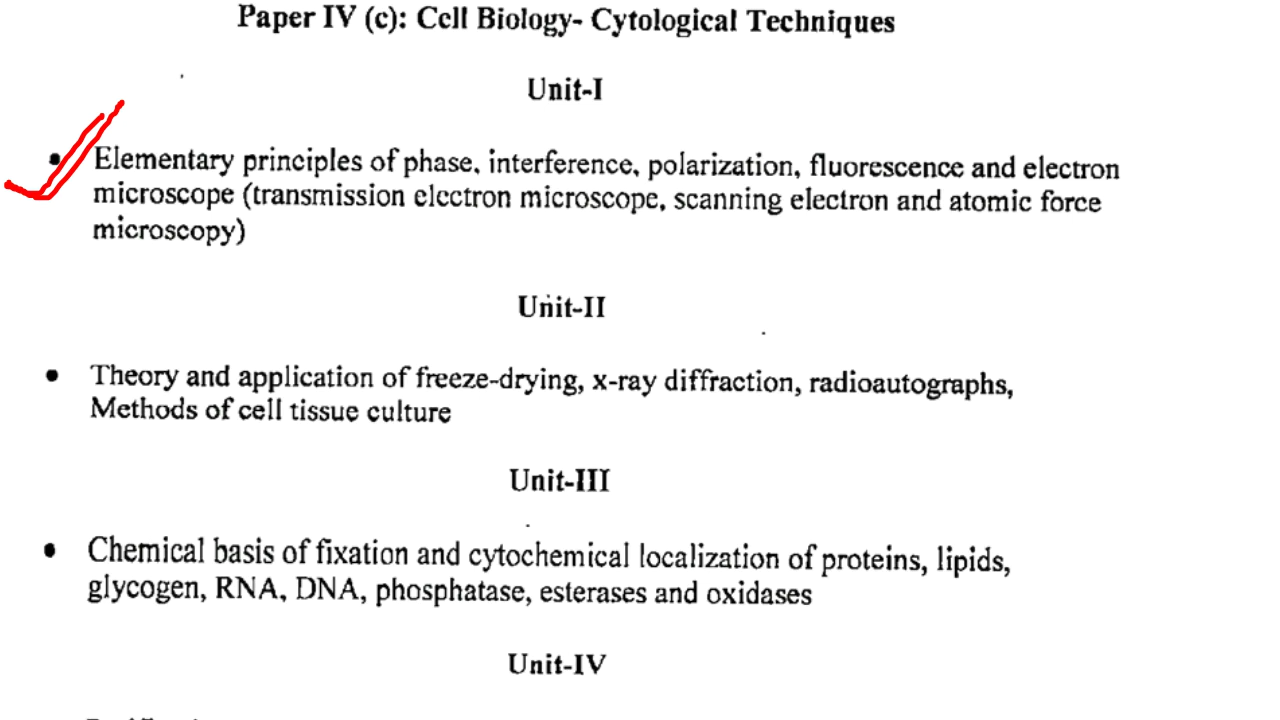 Paper IV (c): Cell Biology- Cytological Techniques
Unit-I
• Elementary principles of phase, interference, polarization, fluorescence and electron
microscope (transmission electron microscope, scanning electron and atomic force
microscopy)
Unit-II
• Theory and application of freeze-drying, x-ray diffraction, radioautographs,
Methods of cell tissue culture
Unit-III
• Chemical basis of fixation and cytochemical localization of proteins, lipids,
glycogen, RNA, DNA, phosphatase, esterases and oxidases
Unit-IV